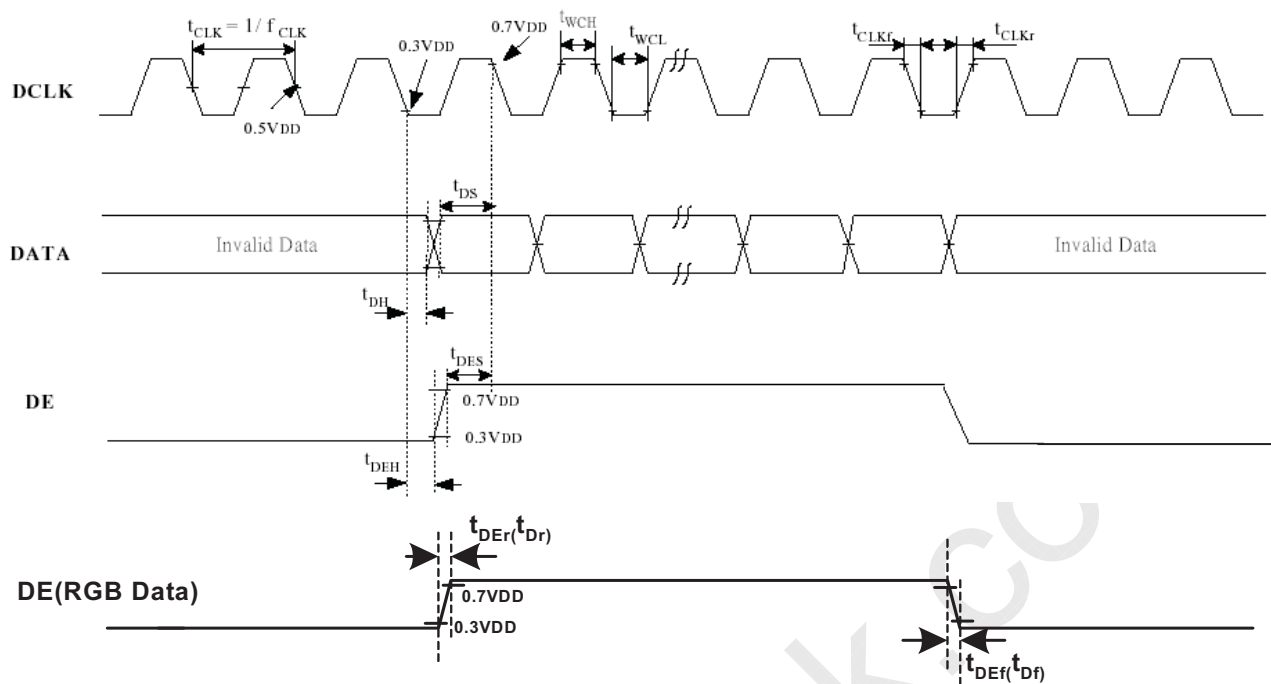 tCLK = 1/ fCLK
0.3VDD
0.7VDD
tWCH
tWCL
tCLKf
tCLKr
DCLK
0.5VDD
tDS
DATA
Invalid Data
Invalid Data
tDH
tDES
DE
0.7VDD
0.3VDD
tDEH
tDEr(tDr)
DE(RGB Data)
0.7VDD
0.3VDD
tDEf(tDf)
k.co